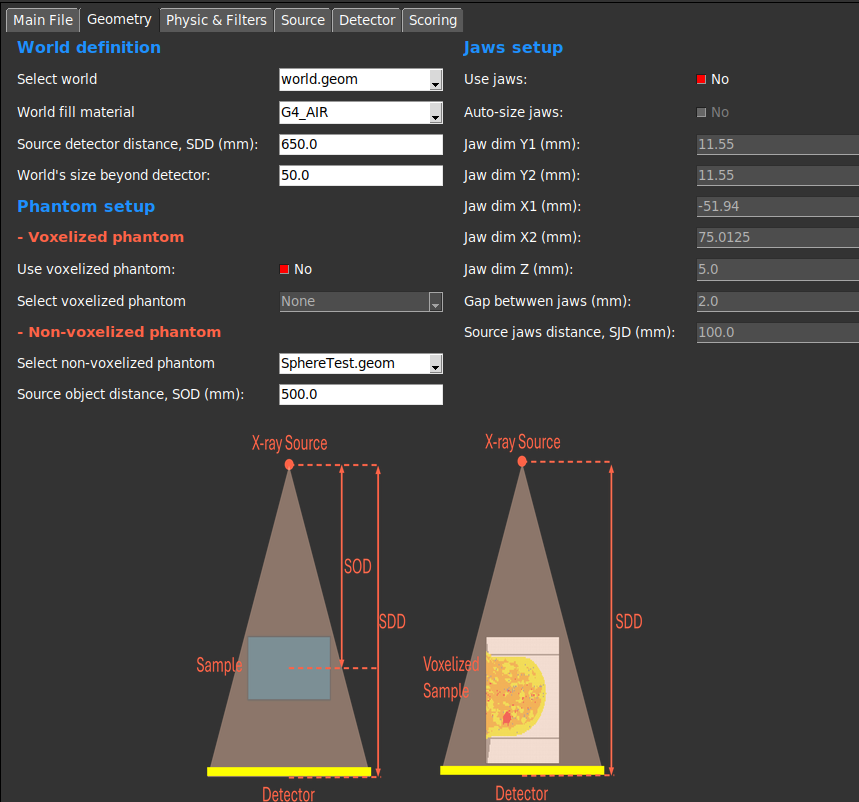 Main File Geometry Physic & Filters Source Detector Scoring
World definition
Select world world.geom
World fill material G4_AIR
Source detector distance, SDD (mm): 650.0
World's size beyond detector: 50.0
Phantom setup
- Voxelized phantom
Use voxelized phantom: No
Select voxelized phantom None
- Non-voxelized phantom
Select non-voxelized phantom SphereTest.geom
Source object distance, SOD (mm): 500.0
Jaws setup
Use jaws: No
Auto-size jaws: No
Jaw dim Y1 (mm): 11.55
Jaw dim Y2 (mm): 11.55
Jaw dim X1 (mm): -51.94
Jaw dim X2 (mm): 75.0125
Jaw dim Z (mm): 5.0
Gap betwwen jaws (mm): 2.0
Source jaws distance, SJD (mm): 100.0
X-ray Source
SOD
SDD
Sample
Detector
X-ray Source
SDD
Voxelized
Sample
Detector